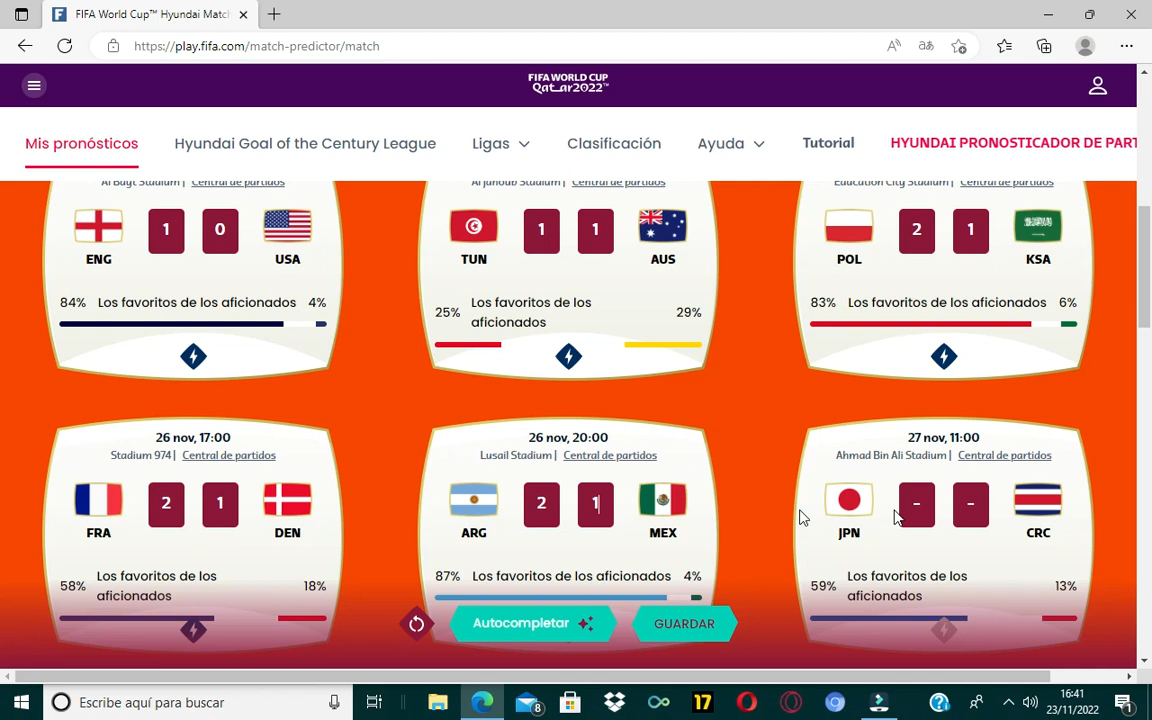 FIFA World Cup™ Hyundai Match
https://play.fifa.com/match-predictor/match
FIFA WORLD CUP
Qatar2022™
Mis pronósticos
Hyundai Goal of the Century League
Ligas
Clasificación
Ayuda
Tutorial
HYUNDAI PRONOSTICADOR DE PART
Al Bayt Stadium | Central de partidos
Al Janoub Stadium | Central de partidos
Education City Stadium | Central de partidos
1 0
ENG USA
84% Los favoritos de los aficionados 4%
1 1
TUN AUS
25% Los favoritos de los
aficionados 29%
2 1
POL KSA
83% Los favoritos de los aficionados 6%
26 nov, 17:00
Stadium 974 | Central de partidos
2 1
FRA DEN
58% Los favoritos de los
aficionados 18%
26 nov, 20:00
Lusail Stadium | Central de partidos
2 1
ARG MEX
87% Los favoritos de los aficionados 4%
27 nov, 11:00
Ahmad Bin Ali Stadium | Central de partidos
- -
JPN CRC
59% Los favoritos de los
aficionados 13%
Autocompletar
GUARDAR
Escribe aquí para buscar
8
17
16:41
23/11/2022
1